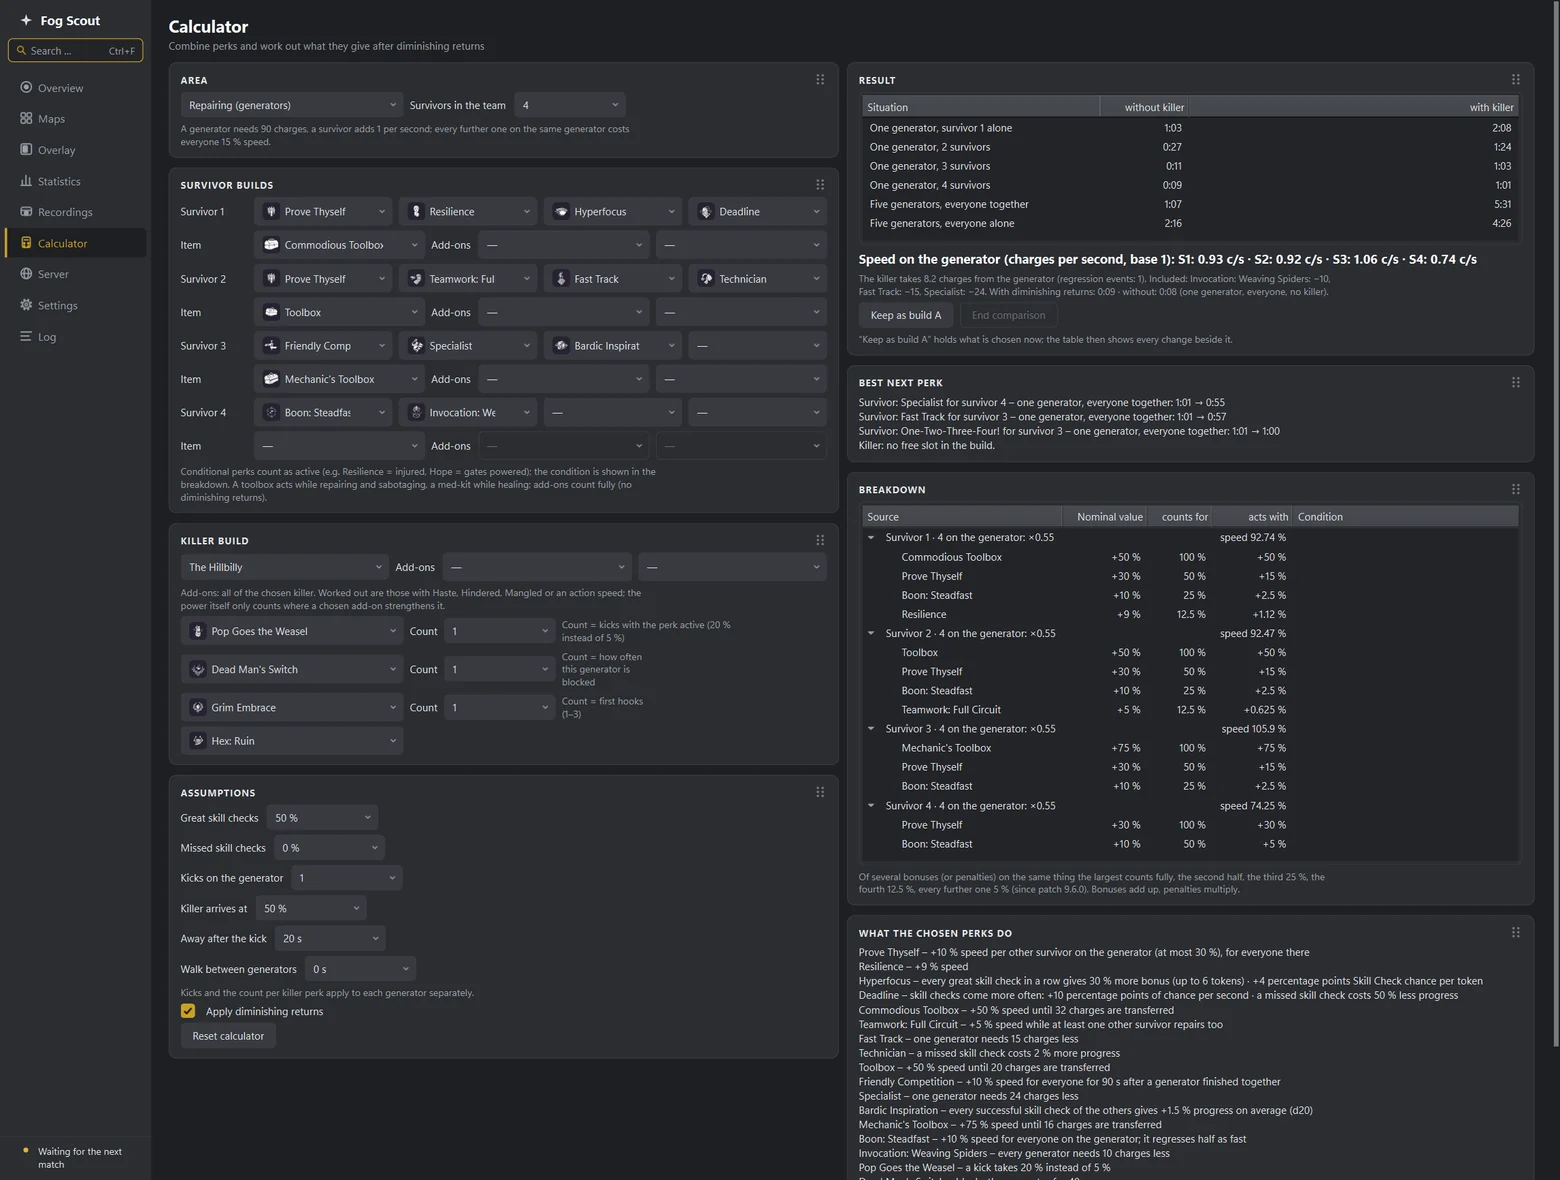 Fog Scout
Search ... Ctrl+F
Overview
Maps
Overlay
Statistics
Recordings
Calculator
Server
Settings
Log
Waiting for the next
match
Calculator
Combine perks and work out what they give after diminishing returns
AREA
Repairing (generators) Survivors in the team 4
A generator needs 90 charges, a survivor adds 1 per second; every further one on the same generator costs
everyone 15 % speed.
SURVIVOR BUILDS
Survivor 1 Prove Thyself Resilience Hyperfocus Deadline
Item Commodious Toolbox Add-ons — —
Survivor 2 Prove Thyself Teamwork: Ful Fast Track Technician
Item Toolbox Add-ons — —
Survivor 3 Friendly Comp Specialist Bardic Inspirat —
Item Mechanic's Toolbox Add-ons — —
Survivor 4 Boon: Steadfas Invocation: We — —
Item — Add-ons — —
Conditional perks count as active (e.g. Resilience = injured, Hope = gates powered); the condition is shown in the
breakdown. A toolbox acts while repairing and sabotaging, a med-kit while healing; add-ons count fully (no
diminishing returns).
KILLER BUILD
The Hillbilly Add-ons — —
Add-ons: all of the chosen killer. Worked out are those with Haste, Hindered, Mangled or an action speed; the
power itself only counts where a chosen add-on strengthens it.
Pop Goes the Weasel Count 1 Count = kicks with the perk active (20 %
instead of 5 %)
Dead Man's Switch Count 1 Count = how often
this generator is
blocked
Grim Embrace Count 1 Count = first hooks
(1–3)
Hex: Ruin
ASSUMPTIONS
Great skill checks 50 %
Missed skill checks 0 %
Kicks on the generator 1
Killer arrives at 50 %
Away after the kick 20 s
Walk between generators 0 s
Kicks and the count per killer perk apply to each generator separately.
Apply diminishing returns
Reset calculator
RESULT
Situation without killer with killer
One generator, survivor 1 alone 1:03 2:08
One generator, 2 survivors 0:27 1:24
One generator, 3 survivors 0:11 1:03
One generator, 4 survivors 0:09 1:01
Five generators, everyone together 1:07 5:31
Five generators, everyone alone 2:16 4:26
Speed on the generator (charges per second, base 1): S1: 0.93 c/s · S2: 0.92 c/s · S3: 1.06 c/s · S4: 0.74 c/s
The killer takes 8.2 charges from the generator (regression events: 1). Included: Invocation: Weaving Spiders: −10,
Fast Track: −15, Specialist: −24. With diminishing returns: 0:09 · without: 0:08 (one generator, everyone, no killer).
Keep as build A End comparison
"Keep as build A" holds what is chosen now; the table then shows every change beside it.
BEST NEXT PERK
Survivor: Specialist for survivor 4 – one generator, everyone together: 1:01 → 0:55
Survivor: Fast Track for survivor 3 – one generator, everyone together: 1:01 → 0:57
Survivor: One-Two-Three-Four! for survivor 3 – one generator, everyone together: 1:01 → 1:00
Killer: no free slot in the build.
BREAKDOWN
Source Nominal value counts for acts with Condition
Survivor 1 · 4 on the generator: ×0.55 speed 92.74 %
Commodious Toolbox +50 % 100 % +50 %
Prove Thyself +30 % 50 % +15 %
Boon: Steadfast +10 % 25 % +2.5 %
Resilience +9 % 12.5 % +1.12 %
Survivor 2 · 4 on the generator: ×0.55 speed 92.47 %
Toolbox +50 % 100 % +50 %
Prove Thyself +30 % 50 % +15 %
Boon: Steadfast +10 % 25 % +2.5 %
Teamwork: Full Circuit +5 % 12.5 % +0.625 %
Survivor 3 · 4 on the generator: ×0.55 speed 105.9 %
Mechanic's Toolbox +75 % 100 % +75 %
Prove Thyself +30 % 50 % +15 %
Boon: Steadfast +10 % 25 % +2.5 %
Survivor 4 · 4 on the generator: ×0.55 speed 74.25 %
Prove Thyself +30 % 100 % +30 %
Boon: Steadfast +10 % 50 % +5 %
Of several bonuses (or penalties) on the same thing the largest counts fully, the second half, the third 25 %, the
fourth 12.5 %, every further one 5 % (since patch 9.6.0). Bonuses add up, penalties multiply.
WHAT THE CHOSEN PERKS DO
Prove Thyself – +10 % speed per other survivor on the generator (at most 30 %), for everyone there
Resilience – +9 % speed
Hyperfocus – every great skill check in a row gives 30 % more bonus (up to 6 tokens) · +4 percentage points Skill Check chance per token
Deadline – skill checks come more often: +10 percentage points of chance per second · a missed skill check costs 50 % less progress
Commodious Toolbox – +50 % speed until 32 charges are transferred
Teamwork: Full Circuit – +5 % speed while at least one other survivor repairs too
Fast Track – one generator needs 15 charges less
Technician – a missed skill check costs 2 % more progress
Toolbox – +50 % speed until 20 charges are transferred
Friendly Competition – +10 % speed for everyone for 90 s after a generator finished together
Specialist – one generator needs 24 charges less
Bardic Inspiration – every successful skill check of the others gives +1.5 % progress on average (d20)
Mechanic's Toolbox – +75 % speed until 16 charges are transferred
Boon: Steadfast – +10 % speed for everyone on the generator; it regresses half as fast
Invocation: Weaving Spiders – every generator needs 10 charges less
Pop Goes the Weasel – a kick takes 20 % instead of 5 %